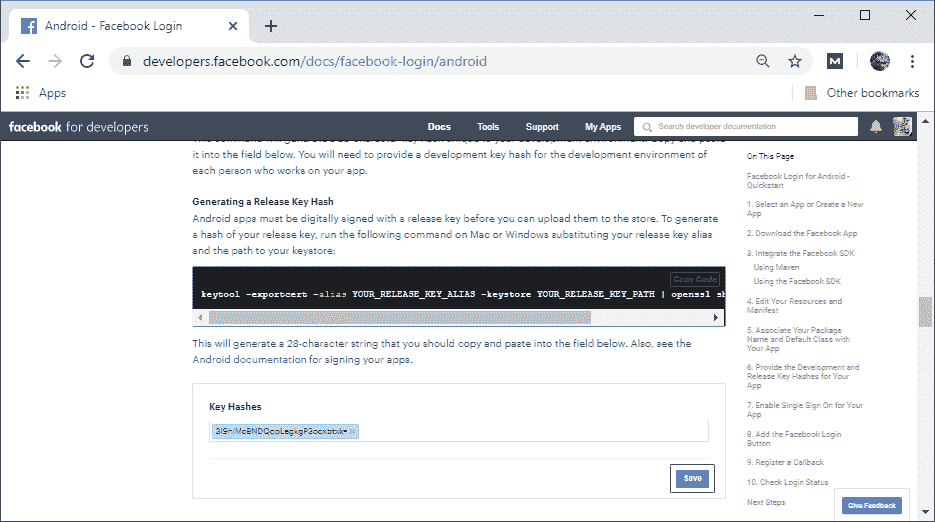 Android - Facebook Login
developers.facebook.com/docs/facebook-login/android
Apps
Other bookmarks
facebook for developers
Docs
Tools
Support
My Apps
Search developer documentation
it into the field below. You will need to provide a development key hash for the development environment of
each person who works on your app.
Generating a Release Key Hash
Android apps must be digitally signed with a release key before you can upload them to the store. To generate
a hash of your release key, run the following command on Mac or Windows substituting your release key alias
and the path to your keystore:
Copy Code
keytool -exportcert -alias YOUR_RELEASE_KEY_ALIAS -keystore YOUR_RELEASE_KEY_PATH | openssl sh
This will generate a 28-character string that you should copy and paste into the field below. Also, see the
Android documentation for signing your apps.
Key Hashes
Save
On This Page
Facebook Login for Android -
Quickstart
1. Select an App or Create a New
App
2. Download the Facebook App
3. Integrate the Facebook SDK
Using Maven
Using the Facebook SDK
4. Edit Your Resources and
Manifest
5. Associate Your Package
Name and Default Class with
Your App
6. Provide the Development and
Release Key Hashes for Your
App
7. Enable Single Sign On for Your
App
8. Add the Facebook Login
Button
9. Register a Callback
10. Check Login Status
Next Steps
Give Feedback